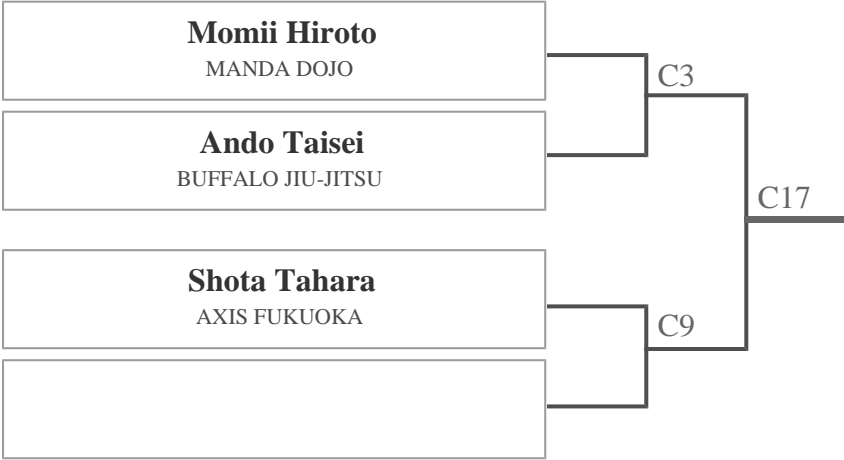 Momii Hiroto
MANDA DOJO
C3
Ando Taisei
BUFFALO JIU-JITSU
C17
Shota Tahara
AXIS FUKUOKA
C9